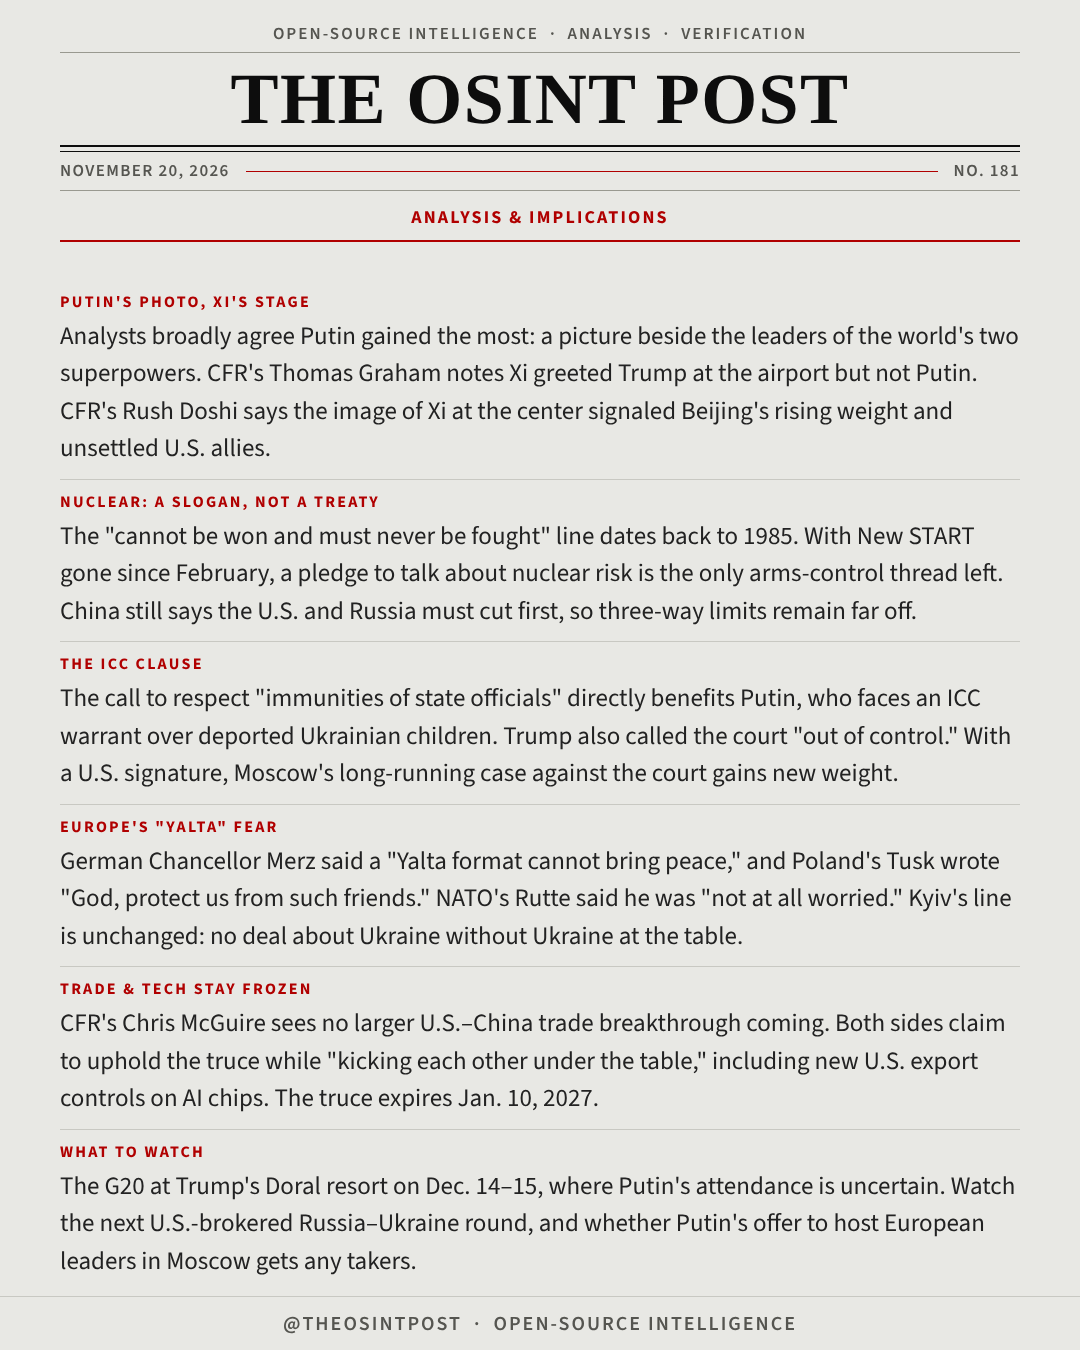 OPEN-SOURCE INTELLIGENCE · ANALYSIS · VERIFICATION
THE OSINT POST
NOVEMBER 20, 2026 NO. 181
ANALYSIS & IMPLICATIONS
PUTIN'S PHOTO, XI'S STAGE
Analysts broadly agree Putin gained the most: a picture beside the leaders of the world's two
superpowers. CFR's Thomas Graham notes Xi greeted Trump at the airport but not Putin.
CFR's Rush Doshi says the image of Xi at the center signaled Beijing's rising weight and
unsettled U.S. allies.
NUCLEAR: A SLOGAN, NOT A TREATY
The "cannot be won and must never be fought" line dates back to 1985. With New START
gone since February, a pledge to talk about nuclear risk is the only arms-control thread left.
China still says the U.S. and Russia must cut first, so three-way limits remain far off.
THE ICC CLAUSE
The call to respect "immunities of state officials" directly benefits Putin, who faces an ICC
warrant over deported Ukrainian children. Trump also called the court "out of control." With
a U.S. signature, Moscow's long-running case against the court gains new weight.
EUROPE'S "YALTA" FEAR
German Chancellor Merz said a "Yalta format cannot bring peace," and Poland's Tusk wrote
"God, protect us from such friends." NATO's Rutte said he was "not at all worried." Kyiv's line
is unchanged: no deal about Ukraine without Ukraine at the table.
TRADE & TECH STAY FROZEN
CFR's Chris McGuire sees no larger U.S.–China trade breakthrough coming. Both sides claim
to uphold the truce while "kicking each other under the table," including new U.S. export
controls on AI chips. The truce expires Jan. 10, 2027.
WHAT TO WATCH
The G20 at Trump's Doral resort on Dec. 14–15, where Putin's attendance is uncertain. Watch
the next U.S.-brokered Russia–Ukraine round, and whether Putin's offer to host European
leaders in Moscow gets any takers.
@THEOSINTPOST · OPEN-SOURCE INTELLIGENCE